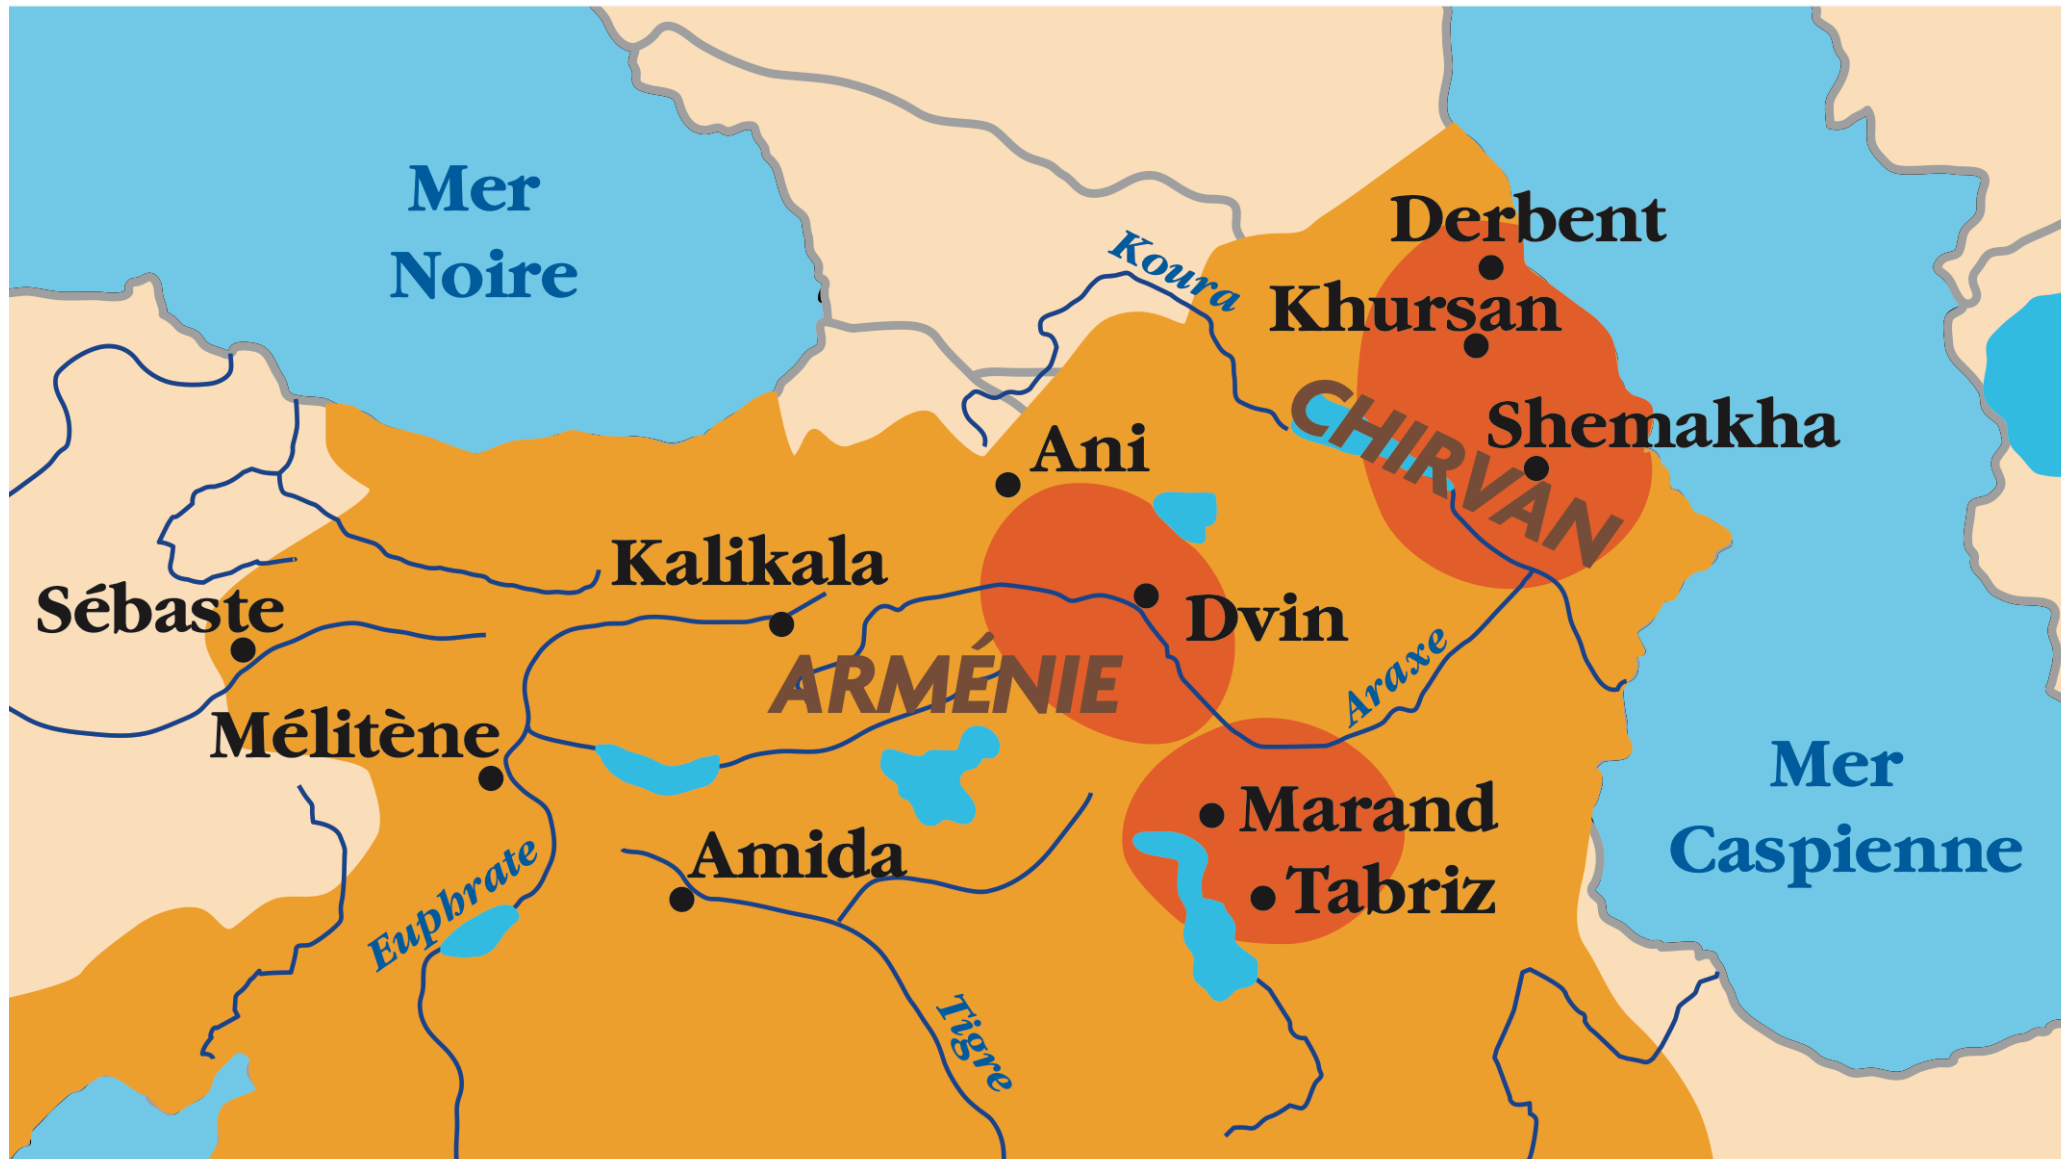 Mer
Noire
Derbent
Koura
Khursan
CHIRVAN
Shemakha
Ani
Kalikala
Sébaste
Dvin
ARMÉNIE
Araxe
Mélitène
Mer
Caspienne
Marand
Amida
Tabriz
Euphrate
Tigre